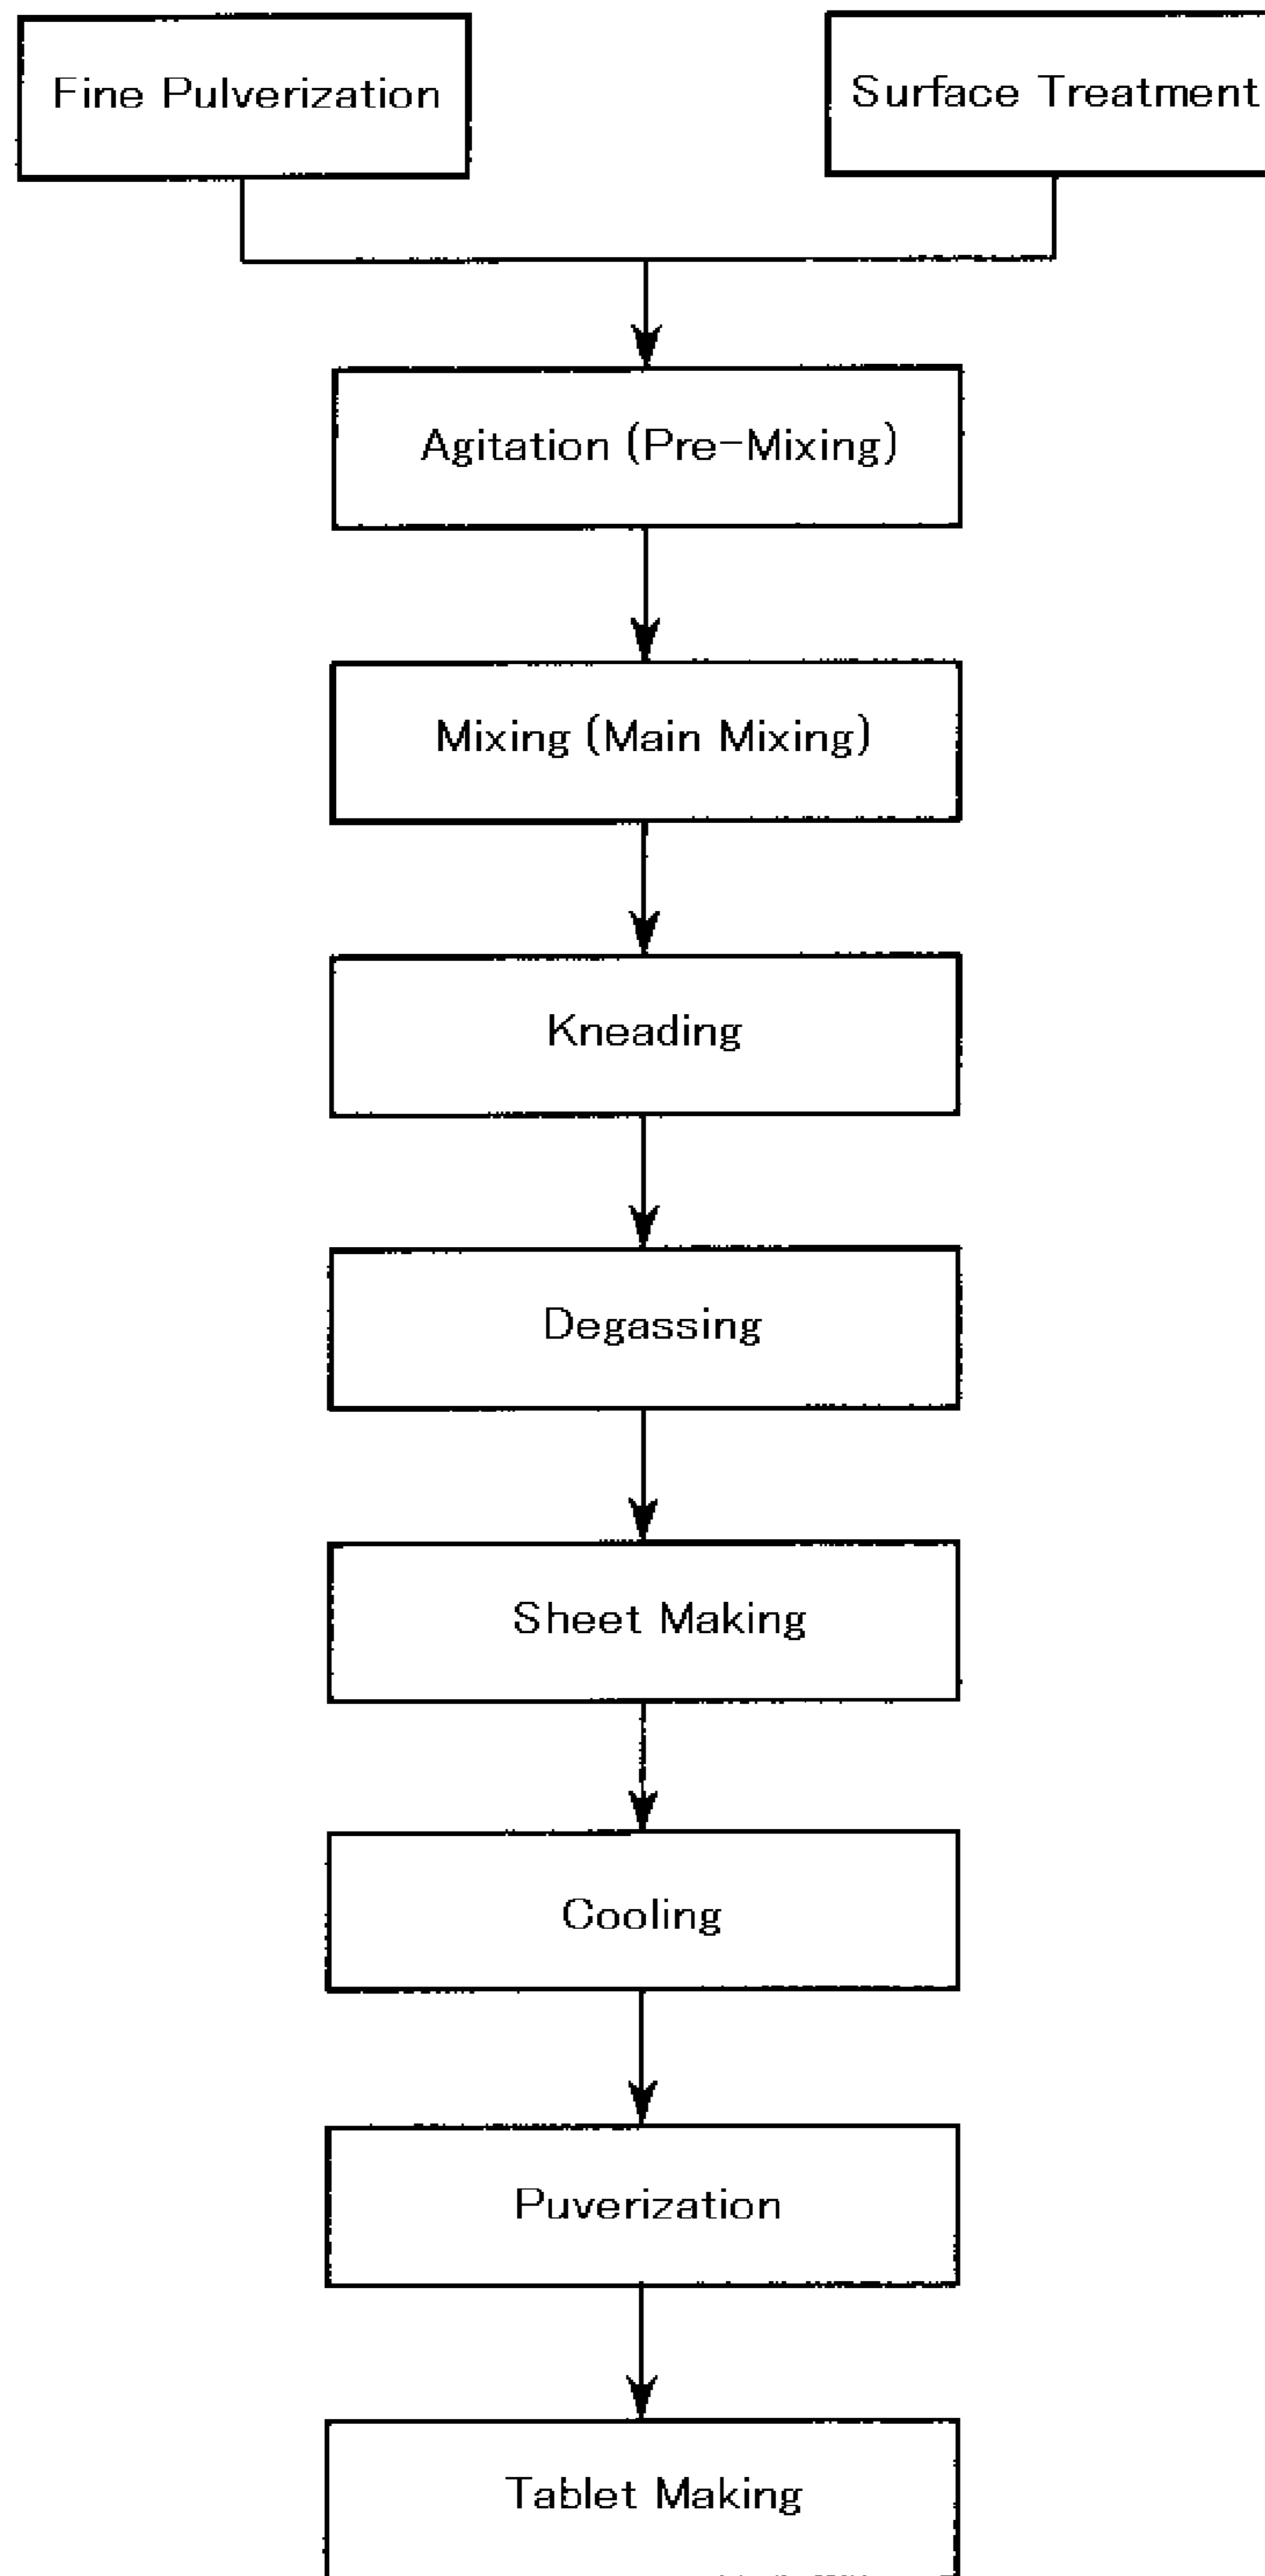 Fine Pulverization
Surface Treatment
Agitation (Pre-Mixing)
Mixing (Main Mixing)
Kneading
Degassing
Sheet Making
Cooling
Puverization
Tablet Making